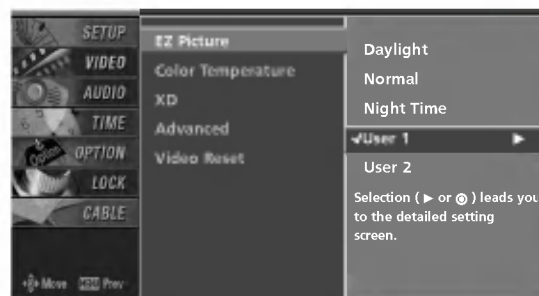 SETUP
VIDEO
AUDIO
TIME
OPTION
LOCK
CABLE
Move MENU Prev
EZ Picture
Color Temperature
XD
Advanced
Video Reset
Daylight
Normal
Night Time
✓User 1 ▶
User 2
Selection ( ▶ or ◉ ) leads you
to the detailed setting
screen.